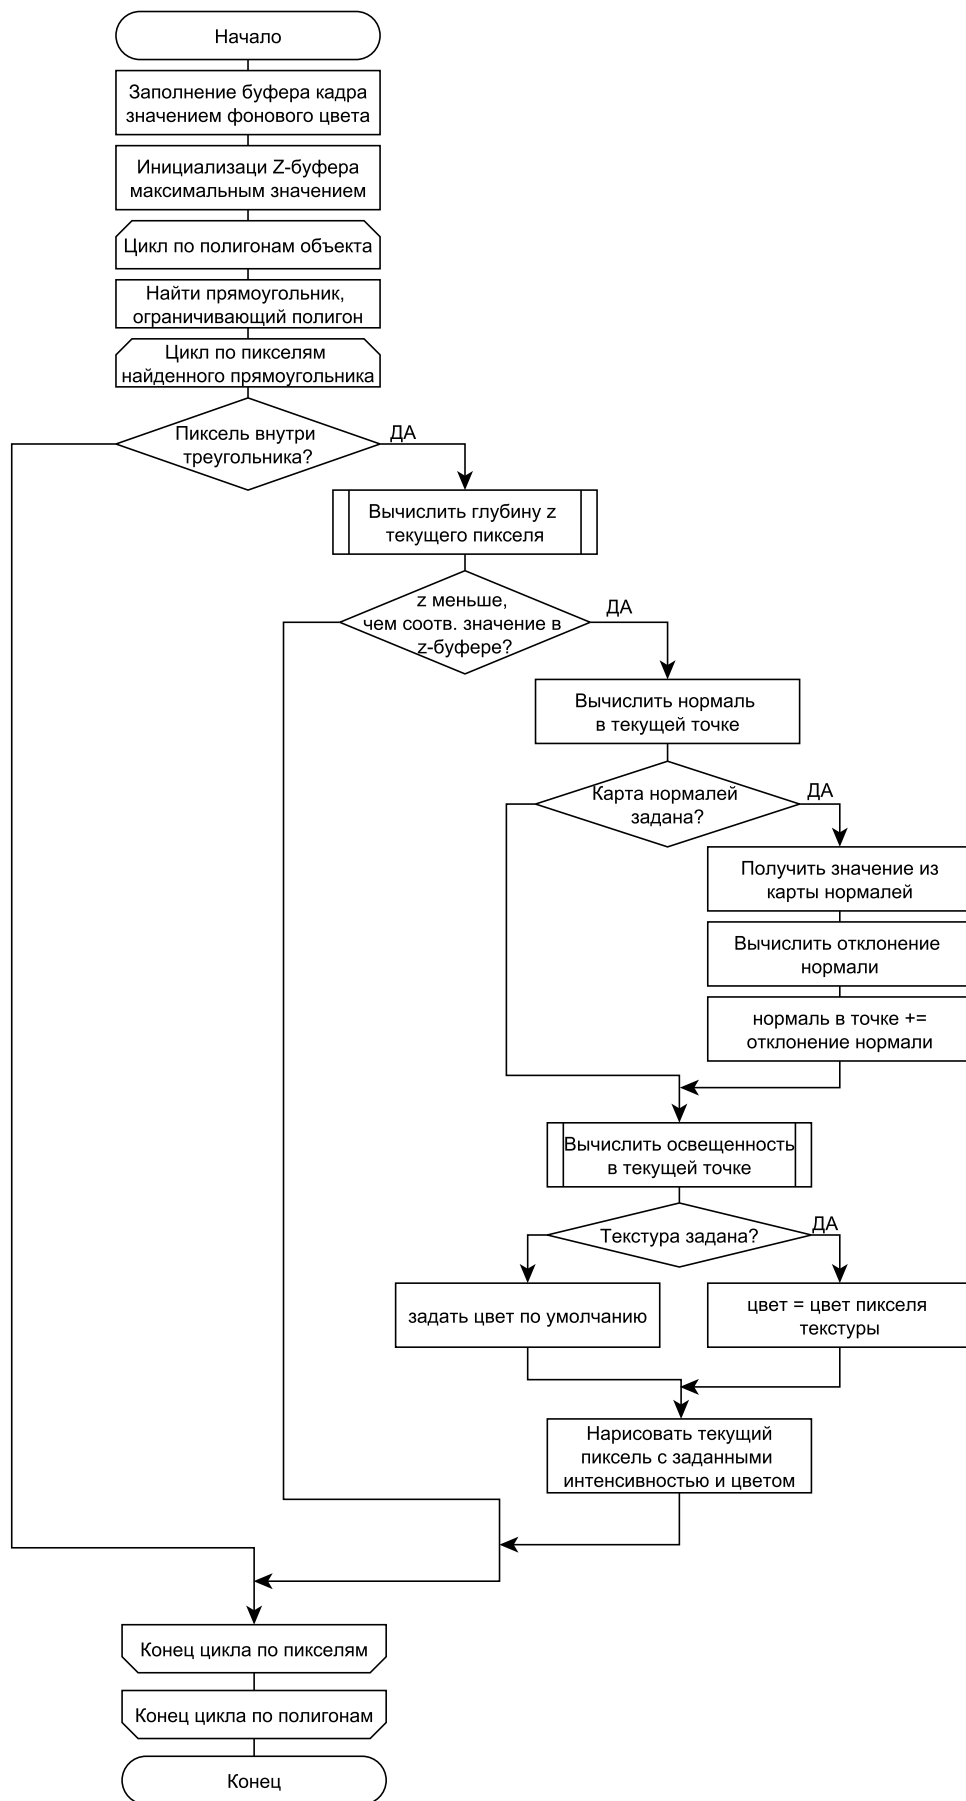 Начало
Заполнение буфера кадра
значением фонового цвета
Инициализаци Z-буфера
максимальным значением
Цикл по полигонам объекта
Найти прямоугольник,
ограничивающий полигон
Цикл по пикселям
найденного прямоугольника
Пиксель внутри
треугольника?
ДА
Вычислить глубину z
текущего пикселя
z меньше,
чем соотв. значение в
z-буфере?
ДА
Вычислить нормаль
в текущей точке
Карта нормалей
задана?
ДА
Получить значение из
карты нормалей
Вычислить отклонение
нормали
нормаль в точке +=
отклонение нормали
Вычислить освещенность
в текущей точке
Текстура задана?
ДА
задать цвет по умолчанию
цвет = цвет пикселя
текстуры
Нарисовать текущий
пиксель с заданными
интенсивностью и цветом
Конец цикла по пикселям
Конец цикла по полигонам
Конец